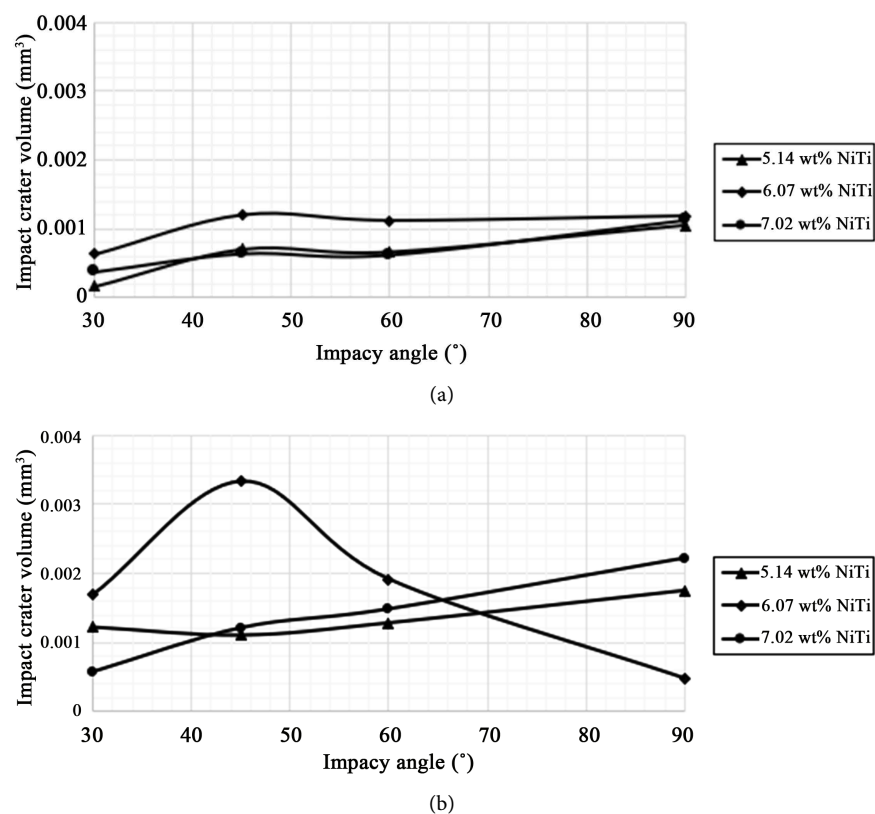 0.004
0.003
0.002
0.001
0
Impact crater volume (mm³)
30 40 50 60 70 80 90
Impacy angle (˚)
5.14 wt% NiTi
6.07 wt% NiTi
7.02 wt% NiTi
(a)
0.004
0.003
0.002
0.001
0
Impact crater volume (mm³)
30 40 50 60 70 80 90
Impacy angle (˚)
5.14 wt% NiTi
6.07 wt% NiTi
7.02 wt% NiTi
(b)